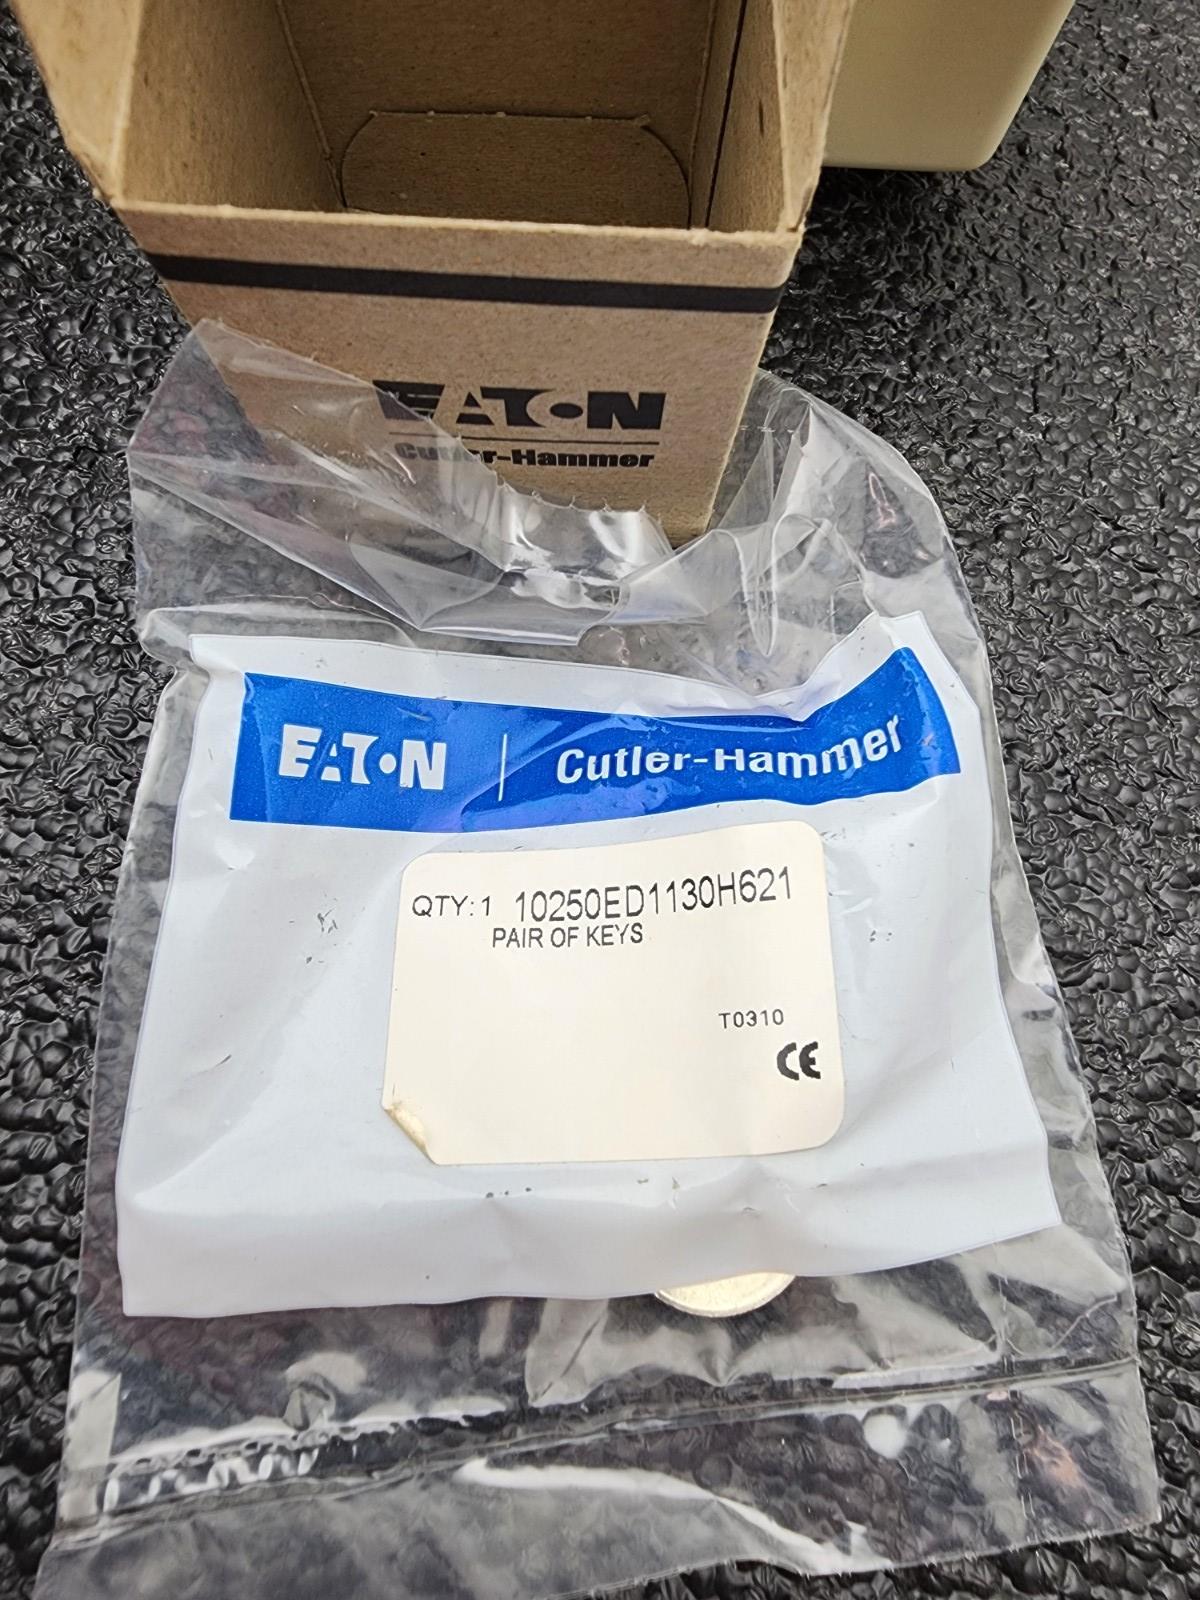 EATON
Cutler-Hammer
EATON | Cutler-Hammer
QTY: 1 10250ED1130H621
PAIR OF KEYS
T0310
CE